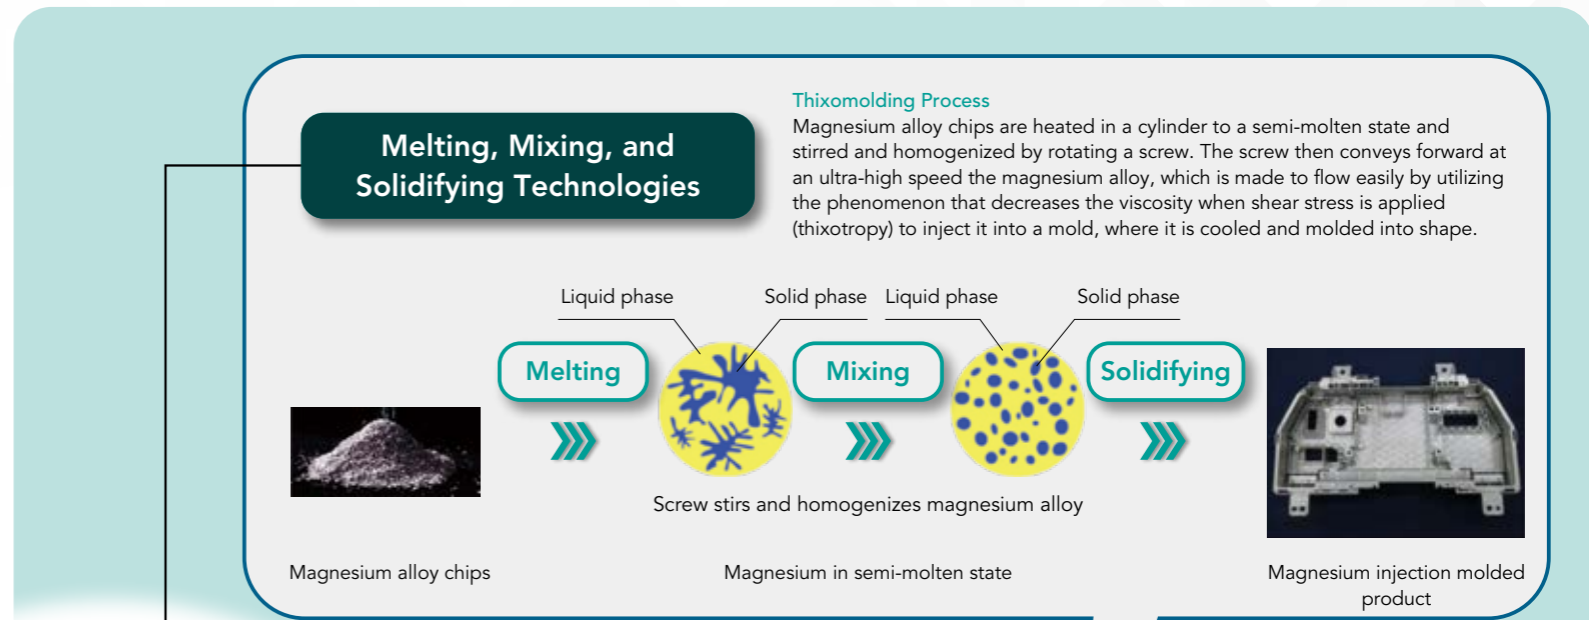 Melting, Mixing, and
Solidifying Technologies
Thixomolding Process
Magnesium alloy chips are heated in a cylinder to a semi-molten state and
stirred and homogenized by rotating a screw. The screw then conveys forward at
an ultra-high speed the magnesium alloy, which is made to flow easily by utilizing
the phenomenon that decreases the viscosity when shear stress is applied
(thixotropy) to inject it into a mold, where it is cooled and molded into shape.
Liquid phase
Solid phase
Liquid phase
Solid phase
Melting
Mixing
Solidifying
Screw stirs and homogenizes magnesium alloy
Magnesium alloy chips
Magnesium in semi-molten state
Magnesium injection molded
product